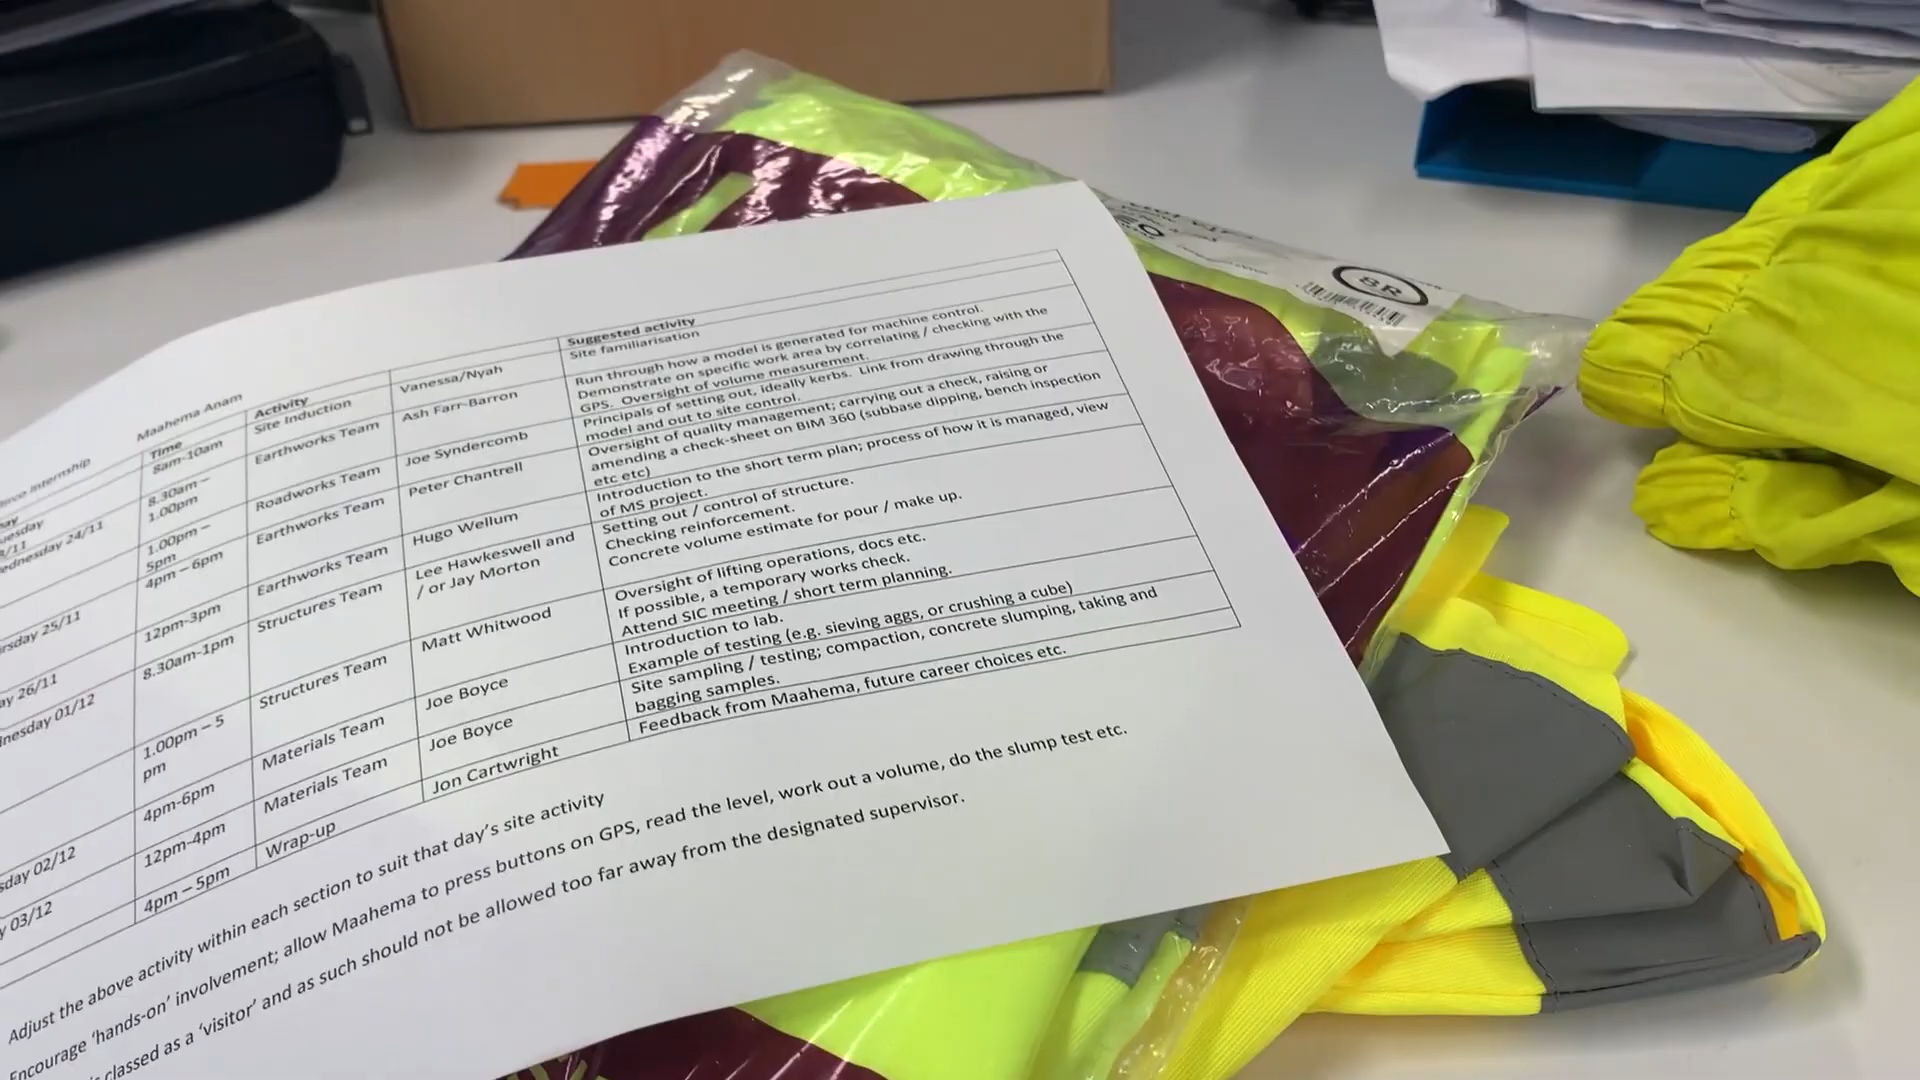 Maahema Anam
Internship
Time Activity Suggested activity
8am-10am Site Induction Vanessa/Nyah Site familiarisation
24/11 8.30am – 1.00pm Earthworks Team Ash Farr-Barron Run through how a model is generated for machine control.
Demonstrate on specific work area by correlating / checking with the
GPS. Oversight of volume measurement.
1.00pm – 5pm Roadworks Team Joe Syndercomb Principals of setting out, ideally kerbs. Link from drawing through the
model and out to site control.
4pm – 6pm Earthworks Team Peter Chantrell Oversight of quality management; carrying out a check, raising or
amending a check-sheet on BIM 360 (subbase dipping, bench inspection
etc etc)
25/11 12pm-3pm Earthworks Team Hugo Wellum Introduction to the short term plan; process of how it is managed, view
of MS project.
26/11 8.30am-1pm Structures Team Lee Hawkeswell and / or Jay Morton Setting out / control of structure.
Checking reinforcement.
Concrete volume estimate for pour / make up.
01/12 1.00pm – 5 pm Structures Team Matt Whitwood Oversight of lifting operations, docs etc.
If possible, a temporary works check.
Attend SIC meeting / short term planning.
4pm-6pm Materials Team Joe Boyce Introduction to lab.
Example of testing (e.g. sieving aggs, or crushing a cube)
02/12 12pm-4pm Materials Team Joe Boyce Site sampling / testing; compaction, concrete slumping, taking and
bagging samples.
03/12 4pm – 5pm Wrap-up Jon Cartwright Feedback from Maahema, future career choices etc.
Adjust the above activity within each section to suit that day's site activity
Encourage 'hands-on' involvement; allow Maahema to press buttons on GPS, read the level, work out a volume, do the slump test etc.
classed as a 'visitor' and as such should not be allowed too far away from the designated supervisor.
8R